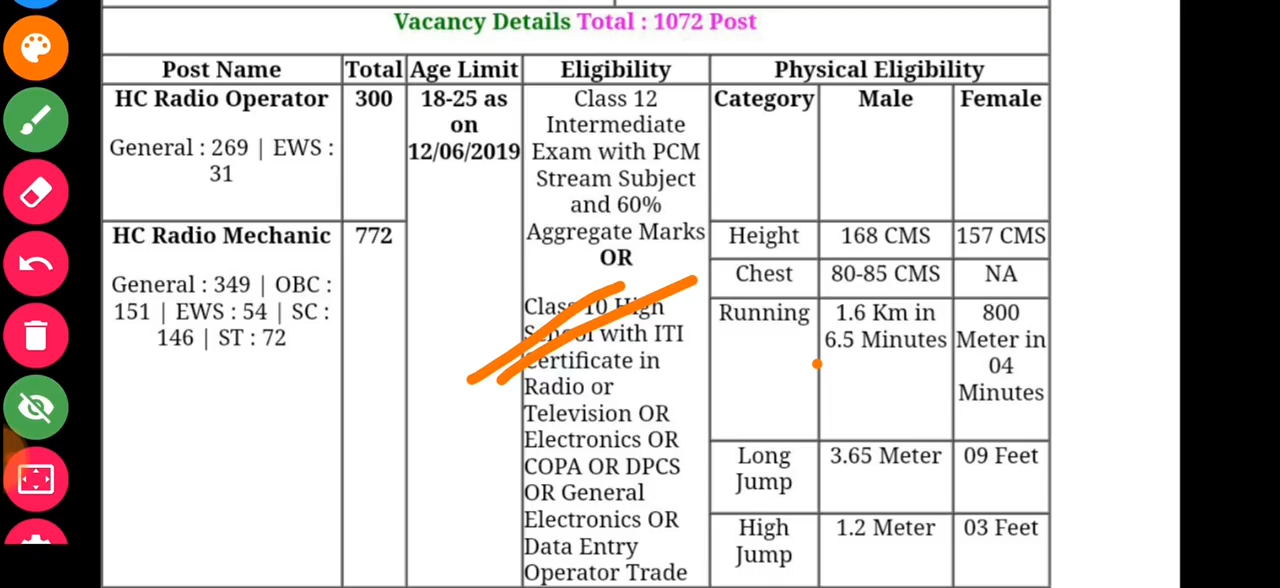 Vacancy Details Total : 1072 Post
Post Name
Total
Age Limit
Eligibility
Physical Eligibility
HC Radio Operator
General : 269 | EWS :
31
300
18-25 as
on
12/06/2019
Class 12
Intermediate
Exam with PCM
Stream Subject
and 60%
Aggregate Marks
OR
Class 10 High
School with ITI
Certificate in
Radio or
Television OR
Electronics OR
COPA OR DPCS
OR General
Electronics OR
Data Entry
Operator Trade
Category
Male
Female
HC Radio Mechanic
General : 349 | OBC :
151 | EWS : 54 | SC :
146 | ST : 72
772
Height
168 CMS
157 CMS
Chest
80-85 CMS
NA
Running
1.6 Km in
6.5 Minutes
800
Meter in
04
Minutes
Long
Jump
3.65 Meter
09 Feet
High
Jump
1.2 Meter
03 Feet